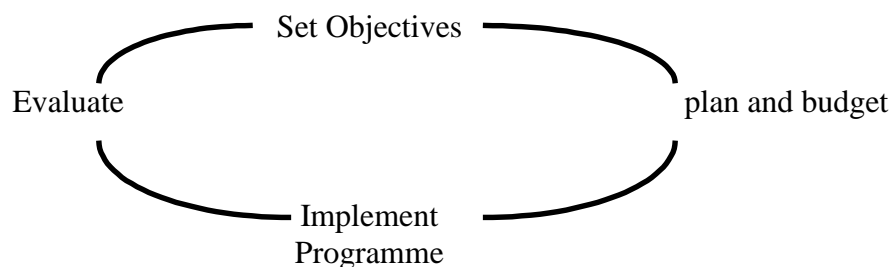 Set Objectives
Evaluate
plan and budget
Implement
Programme